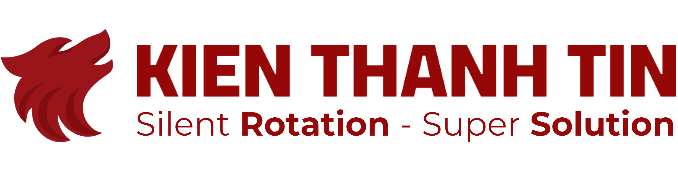 KIEN THANH TIN
Silent Rotation - Super Solution